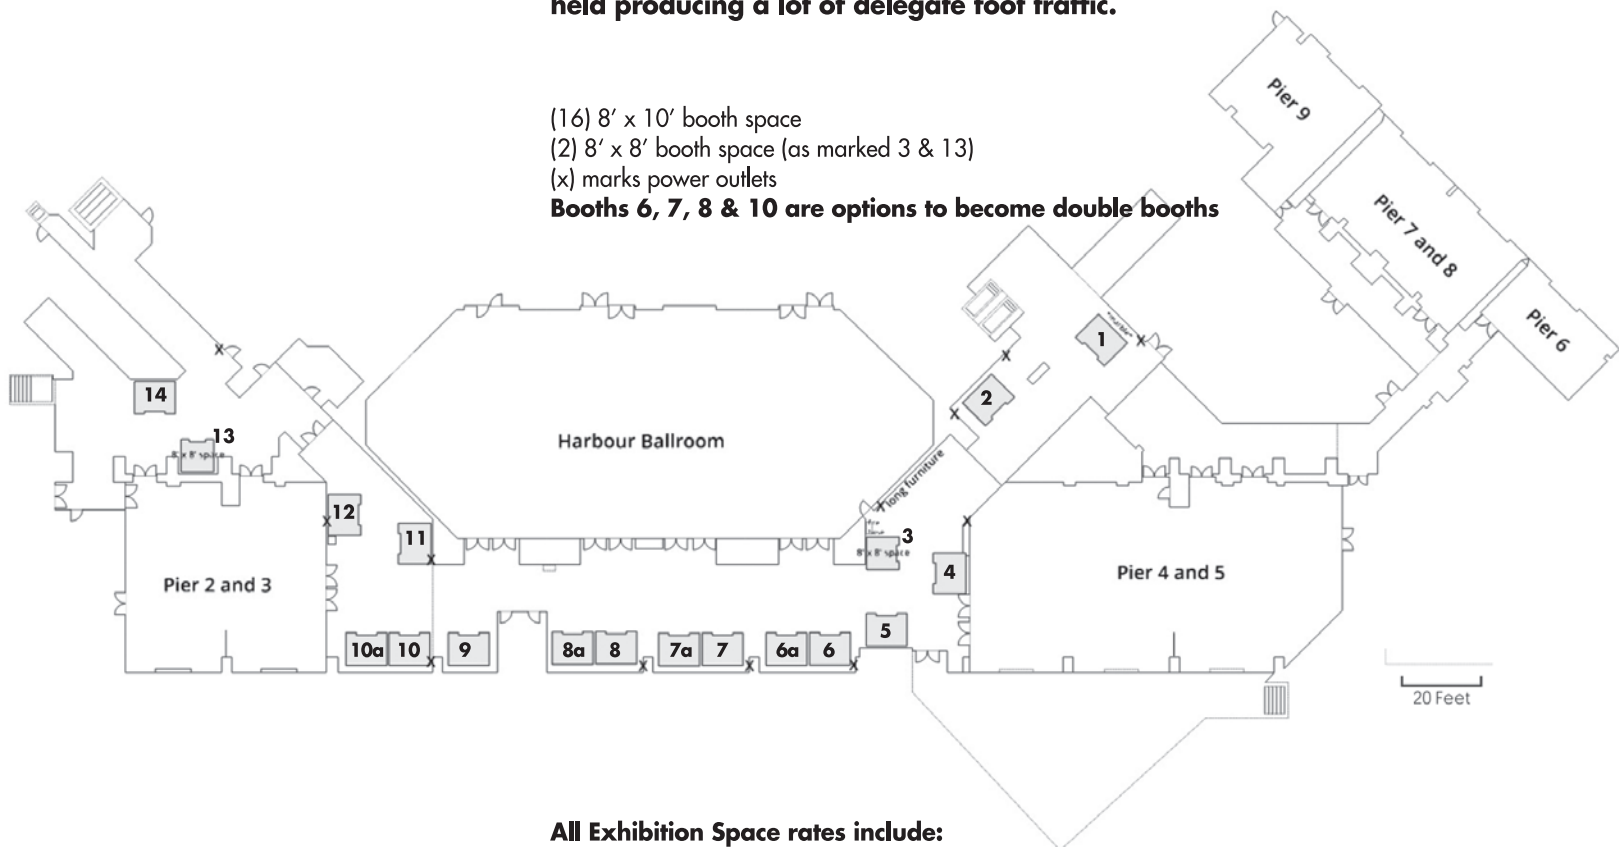 held producing a lot of delegate foot traffic.
(16) 8’ x 10’ booth space
(2) 8’ x 8’ booth space (as marked 3 & 13)
(x) marks power outlets
Booths 6, 7, 8 & 10 are options to become double booths
Pier 9
Pier 7 and 8
Pier 6
1
x
x
2
x
14
x
13
8' x 8' space
Harbour Ballroom
long furniture
x
12
x
11
x
3
8' x 8' space
x
4
Pier 2 and 3
Pier 4 and 5
5
10a
10
x
9
8a
8
x
7a
7
x
6a
6
x
20 Feet
All Exhibition Space rates include: